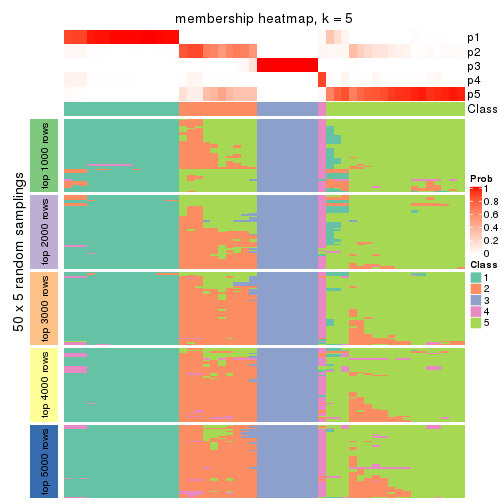 membership heatmap, k = 5
p1
p2
p3
p4
p5
Class
50 x 5 random samplings
top 1000 rows
top 2000 rows
top 3000 rows
top 4000 rows
top 5000 rows
Prob
1
0.8
0.6
0.4
0.2
0
Class
1
2
3
4
5